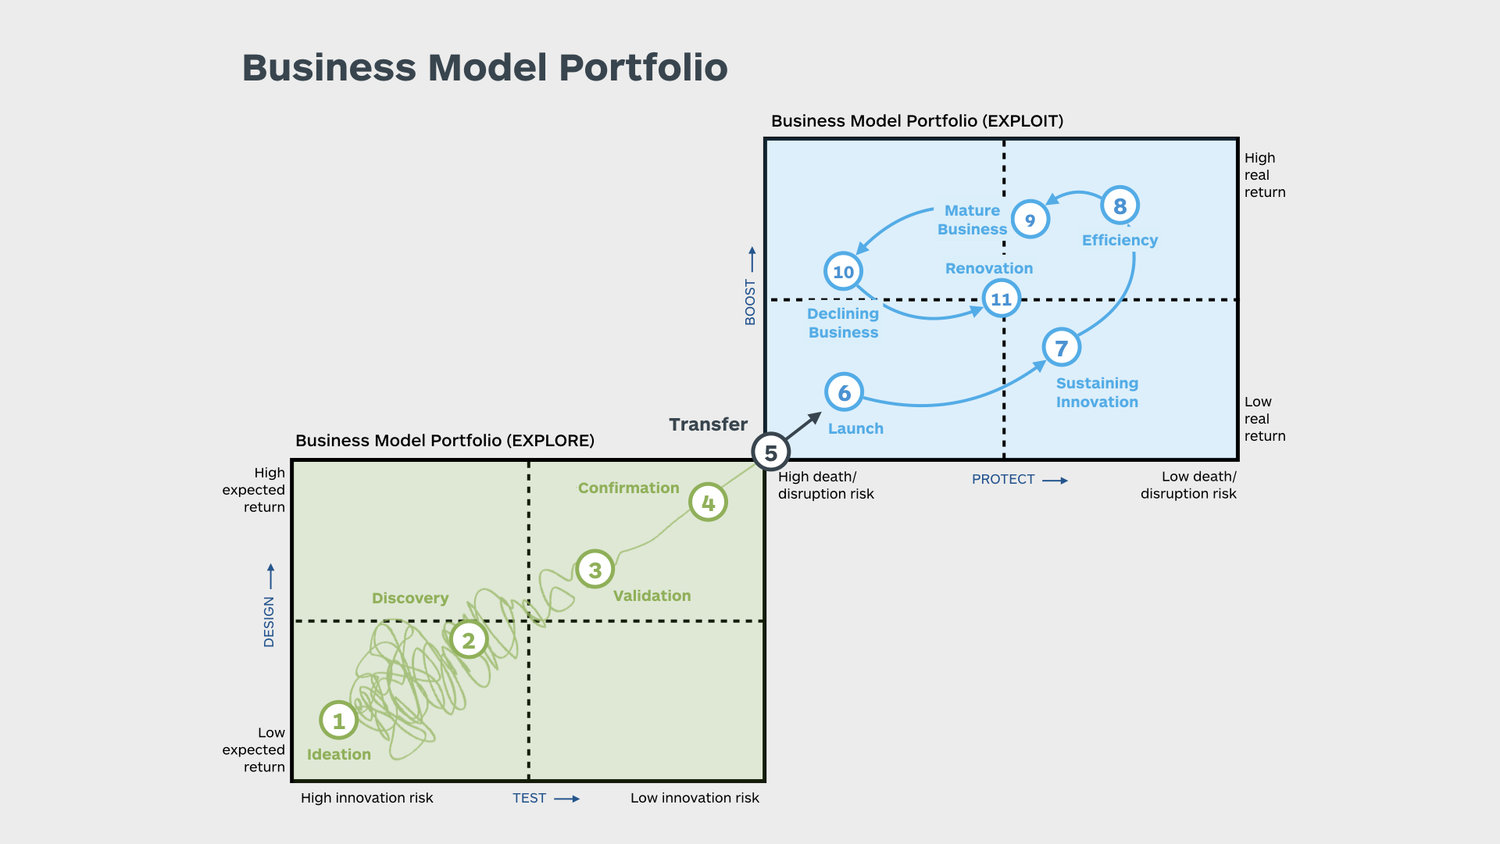 Business Model Portfolio
Business Model Portfolio (EXPLOIT)
High
real
return
8
9
Mature
Business
Efficiency
10
Renovation
11
BOOST
Declining
Business
7
Sustaining
Innovation
6
Launch
Low
real
return
Transfer
5
High death/
disruption risk
PROTECT
Low death/
disruption risk
Business Model Portfolio (EXPLORE)
High
expected
return
Confirmation
4
3
Validation
Discovery
2
DESIGN
1
Ideation
Low
expected
return
High innovation risk
TEST
Low innovation risk